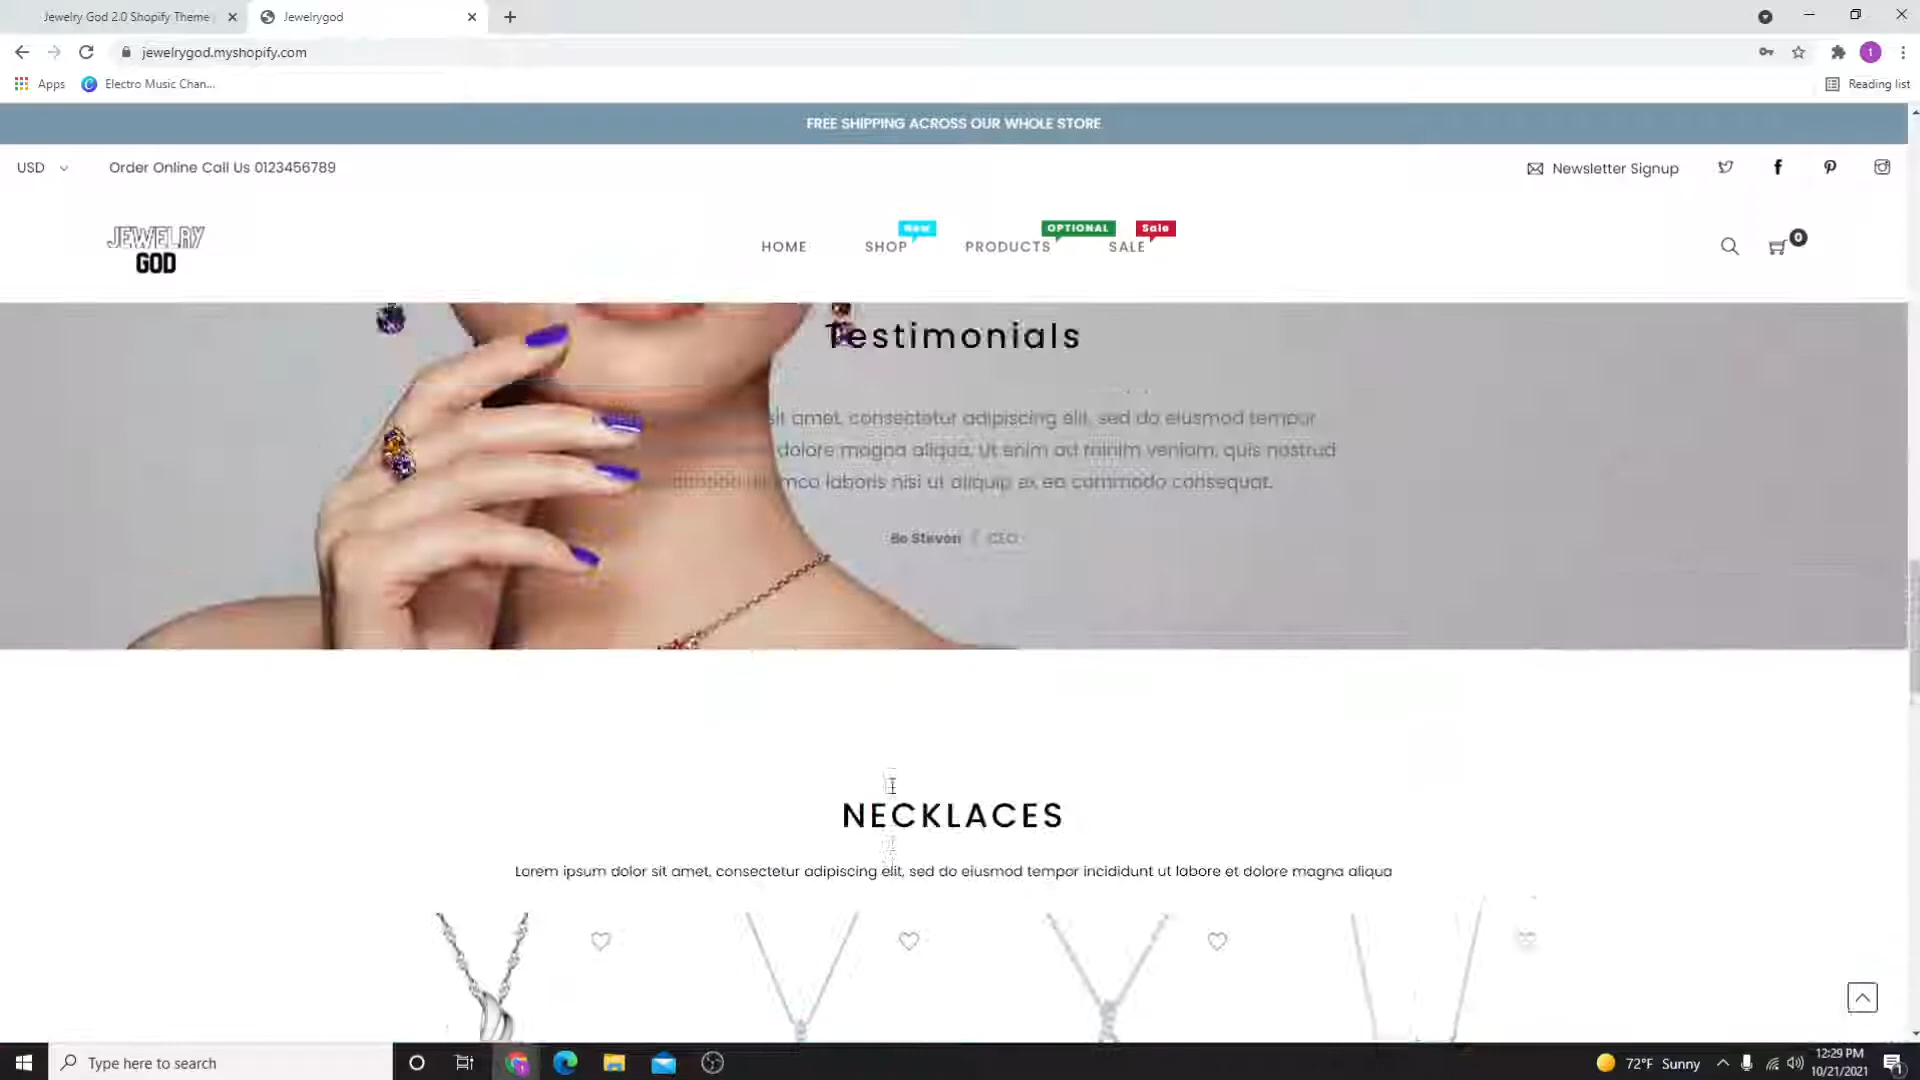 Jewelry God 2.0 Shopify Theme
Jewelrygod
jewelrygod.myshopify.com
Apps
Electro Music Chan...
Reading list
FREE SHIPPING ACROSS OUR WHOLE STORE
USD
Order Online Call Us 0123456789
Newsletter Signup
JEWELRY
GOD
HOME
SHOP
New
PRODUCTS
OPTIONAL
SALE
Sale
0
Testimonials
sit amet, consectetur adipiscing elit, sed do eiusmod tempor
dolore magna aliqua. Ut enim ad minim veniam, quis nostrud
laboris nisi ut aliquip ex ea commodo consequat.
Bo Steven / CEO
NECKLACES
Lorem ipsum dolor sit amet, consectetur adipiscing elit, sed do eiusmod tempor incididunt ut labore et dolore magna aliqua
Type here to search
72°F Sunny
12:29 PM
10/21/2021